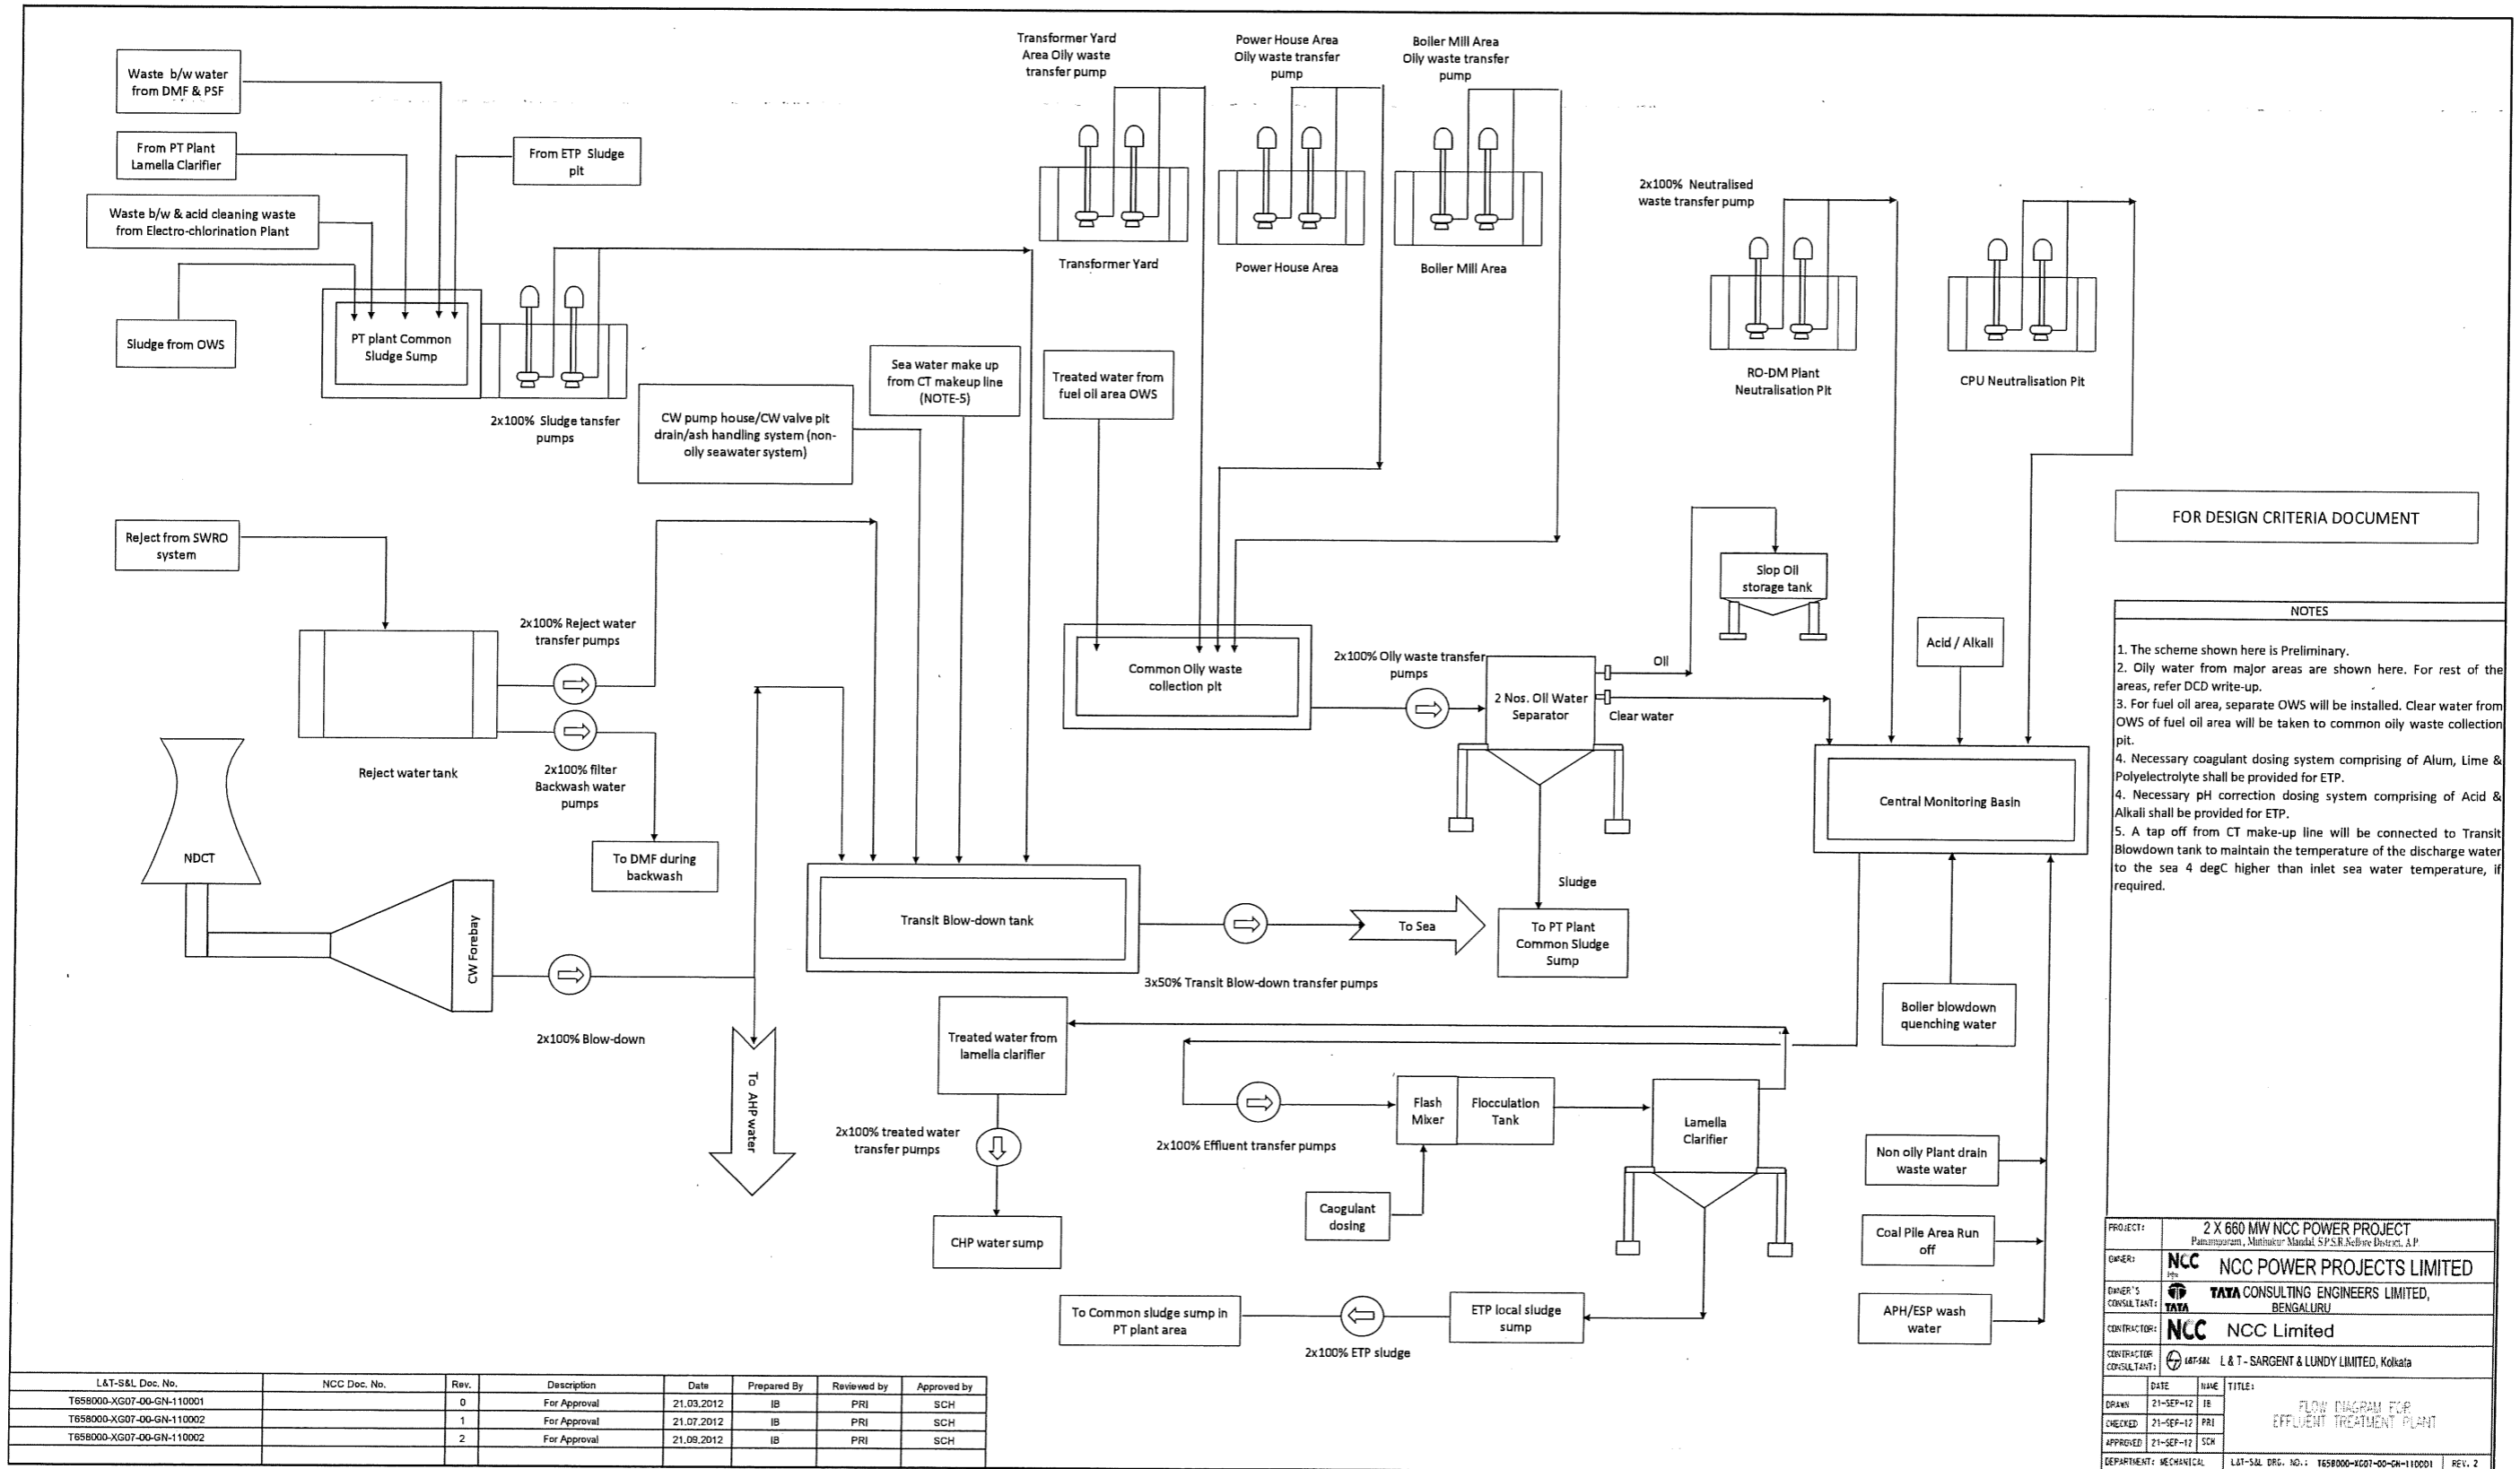 Waste b/w water
from DMF & PSF
From PT Plant
Lamella Clarifier
Waste b/w & acid cleaning waste
from Electro-chlorination Plant
Sludge from OWS
From ETP Sludge
pit
PT plant Common
Sludge Sump
2x100% Sludge tansfer
pumps
Transformer Yard
Area Oily waste
transfer pump
Power House Area
Oily waste transfer
pump
Boiler Mill Area
Oily waste transfer
pump
Transformer Yard
Power House Area
Boiler Mill Area
2x100% Neutralised
waste transfer pump
RO-DM Plant
Neutralisation Pit
CPU Neutralisation Pit
CW pump house/CW valve pit
drain/ash handling system (non-
oily seawater system)
Sea water make up
from CT makeup line
(NOTE-5)
Treated water from
fuel oil area OWS
Reject from SWRO
system
2x100% Reject water
transfer pumps
Reject water tank
2x100% filter
Backwash water
pumps
To DMF during
backwash
NDCT
CW Forebay
2x100% Blow-down
To AHP water
Transit Blow-down tank
3x50% Transit Blow-down transfer pumps
To Sea
Common Oily waste
collection pit
2x100% Oily waste transfer
pumps
2 Nos. Oil Water
Separator
Oil
Clear water
Slop Oil
storage tank
Sludge
To PT Plant
Common Sludge
Sump
Acid / Alkali
Central Monitoring Basin
Boiler blowdown
quenching water
Non oily Plant drain
waste water
Coal Pile Area Run
off
APH/ESP wash
water
Treated water from
lamella clarifier
2x100% treated water
transfer pumps
CHP water sump
2x100% Effluent transfer pumps
Flash
Mixer
Flocculation
Tank
Caogulant
dosing
Lamella
Clarifier
ETP local sludge
sump
2x100% ETP sludge
To Common sludge sump in
PT plant area
FOR DESIGN CRITERIA DOCUMENT
NOTES
1. The scheme shown here is Preliminary.
2. Oily water from major areas are shown here. For rest of the
areas, refer DCD write-up.
3. For fuel oil area, separate OWS will be installed. Clear water from
OWS of fuel oil area will be taken to common oily waste collection
pit.
4. Necessary coagulant dosing system comprising of Alum, Lime &
Polyelectrolyte shall be provided for ETP.
4. Necessary pH correction dosing system comprising of Acid &
Alkali shall be provided for ETP.
5. A tap off from CT make-up line will be connected to Transit
Blowdown tank to maintain the temperature of the discharge water
to the sea 4 degC higher than inlet sea water temperature, if
required.
PROJECT: 2 X 660 MW NCC POWER PROJECT
Muthukur Mandal, S.P.S.R.Nellore District, A.P
OWNER: NCC NCC POWER PROJECTS LIMITED
OWNER'S CONSULTANT: TATA TATA CONSULTING ENGINEERS LIMITED,
BENGALURU
CONTRACTOR: NCC NCC Limited
CONTRACTOR CONSULTANT: L&T-S&L L & T - SARGENT & LUNDY LIMITED, Kolkata
DATE NAME TITLE:
DRAWN 21-SEP-12 IB
CHECKED 21-SEP-12 PRI
APPROVED 21-SEP-12 SCH
FLOW DIAGRAM FOR
EFFLUENT TREATMENT PLANT
DEPARTMENT: MECHANICAL L&T-S&L DRG. NO.: T658000-XG07-00-GN-110001 REV. 2
L&T-S&L Doc. No. NCC Doc. No. Rev. Description Date Prepared By Reviewed by Approved by
T658000-XG07-00-GN-110001 0 For Approval 21.03.2012 IB PRI SCH
T658000-XG07-00-GN-110002 1 For Approval 21.07.2012 IB PRI SCH
T658000-XG07-00-GN-110002 2 For Approval 21.09.2012 IB PRI SCH